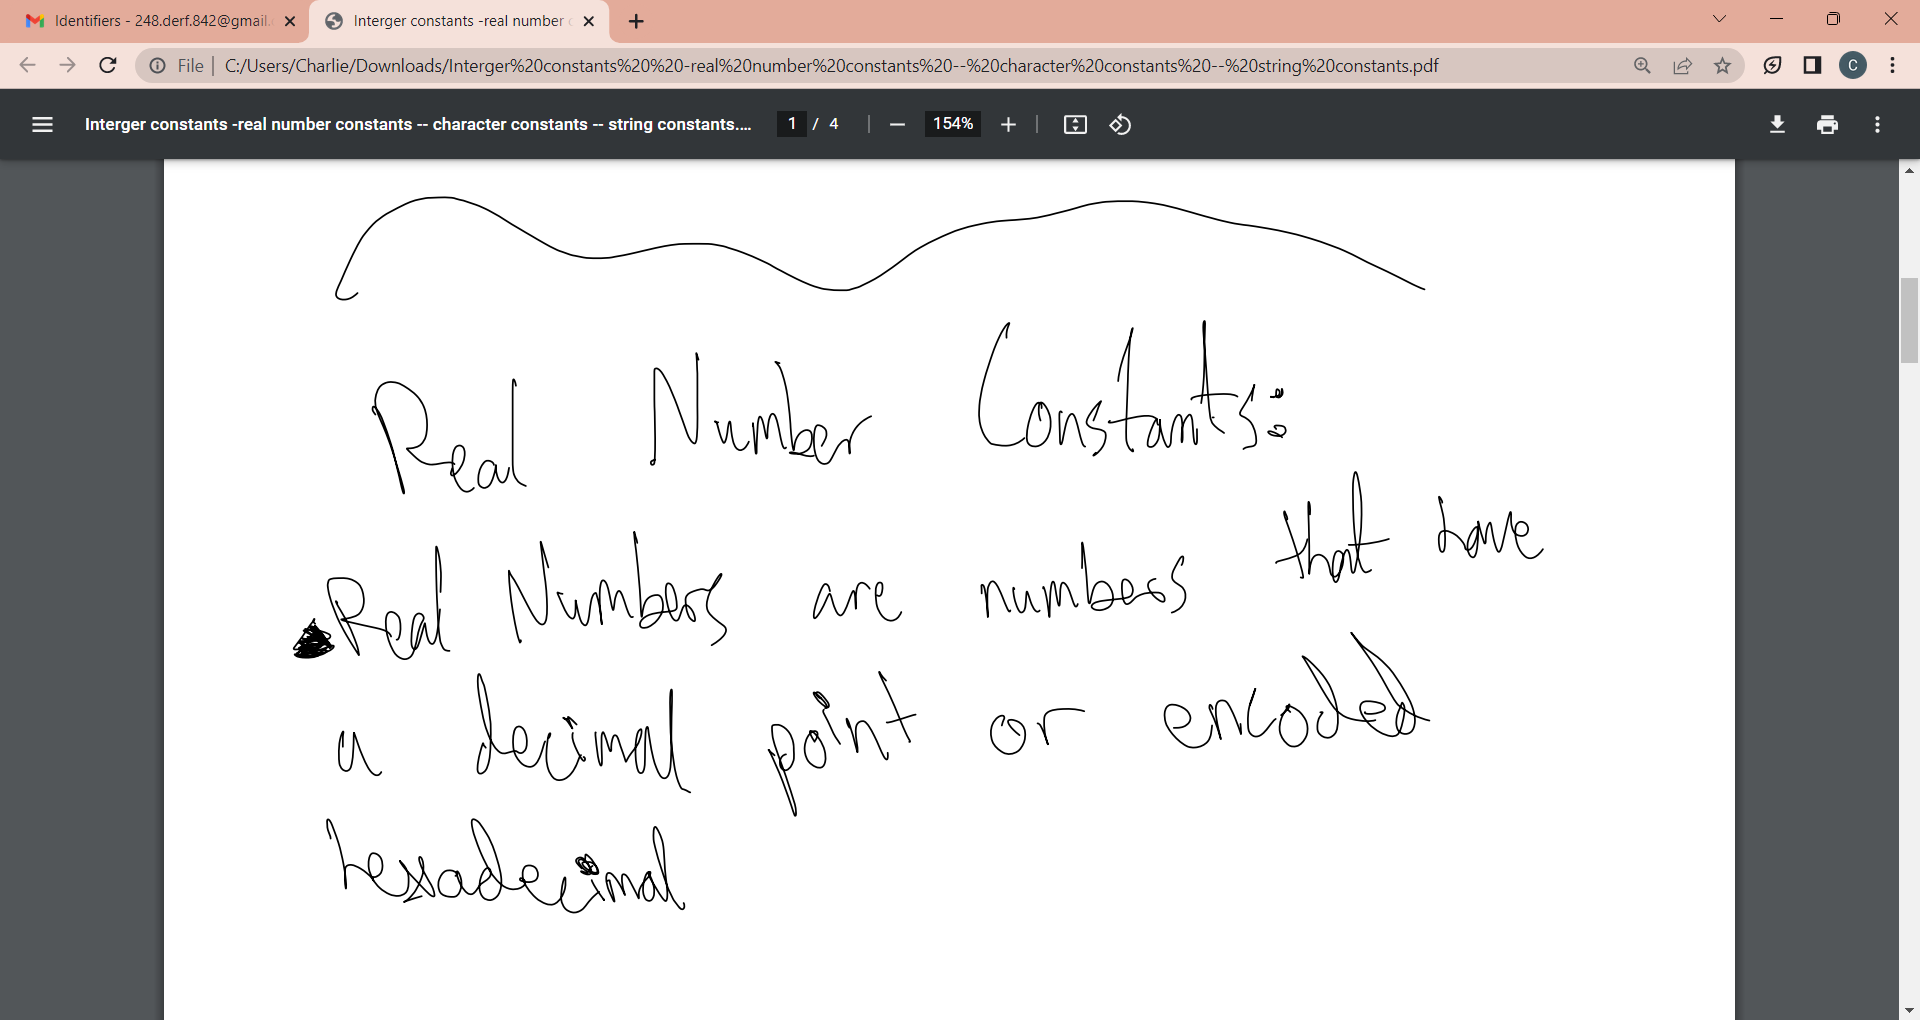 Identifiers - 248.derf.842@gmail.
Interger constants -real number c
File
C:/Users/Charlie/Downloads/Interger%20constants%20%20-real%20number%20constants%20--%20character%20constants%20--%20string%20constants.pdf
C
Interger constants -real number constants -- character constants -- string constants....
1 / 4
154%
Real Number Constants:
Real Numbers are numbers that have
a decimal point or encoded
hexadecimal